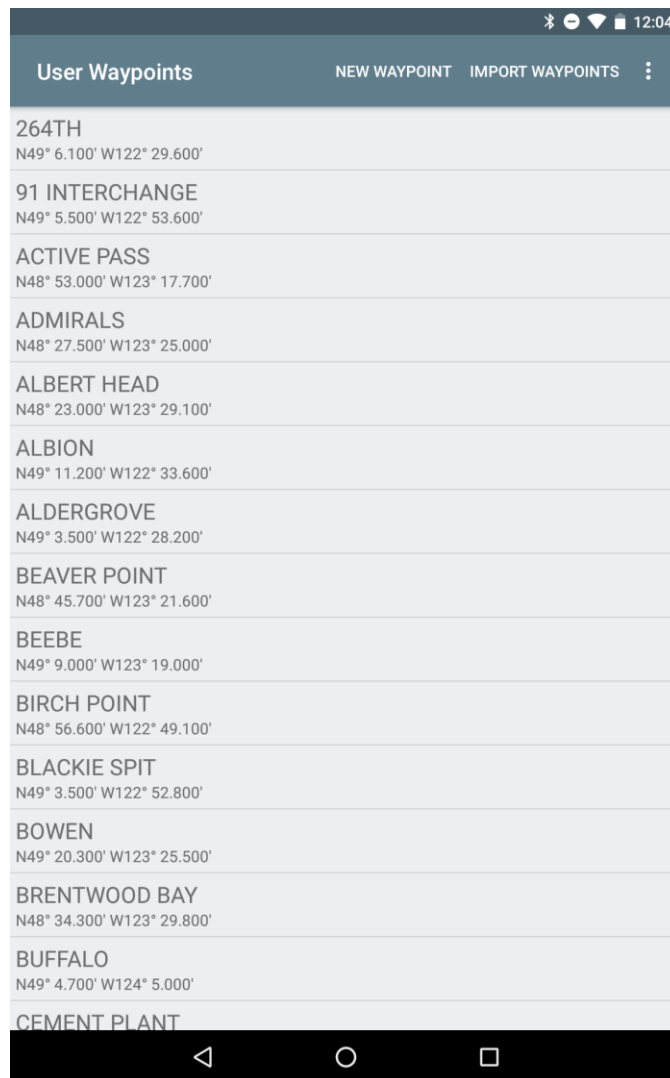 12:04
User Waypoints NEW WAYPOINT IMPORT WAYPOINTS
264TH
N49° 6.100' W122° 29.600'
91 INTERCHANGE
N49° 5.500' W122° 53.600'
ACTIVE PASS
N48° 53.000' W123° 17.700'
ADMIRALS
N48° 27.500' W123° 25.000'
ALBERT HEAD
N48° 23.000' W123° 29.100'
ALBION
N49° 11.200' W122° 33.600'
ALDERGROVE
N49° 3.500' W122° 28.200'
BEAVER POINT
N48° 45.700' W123° 21.600'
BEEBE
N49° 9.000' W123° 19.000'
BIRCH POINT
N48° 56.600' W122° 49.100'
BLACKIE SPIT
N49° 3.500' W122° 52.800'
BOWEN
N49° 20.300' W123° 25.500'
BRENTWOOD BAY
N48° 34.300' W123° 29.800'
BUFFALO
N49° 4.700' W124° 5.000'
CEMENT PLANT